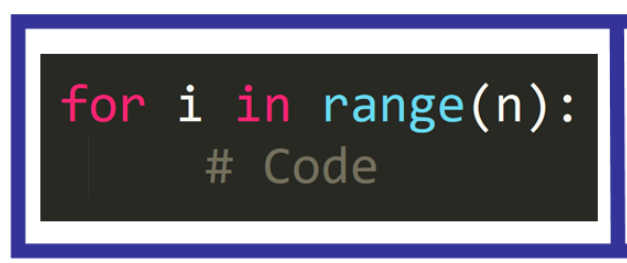 for i in range(n):
# Code